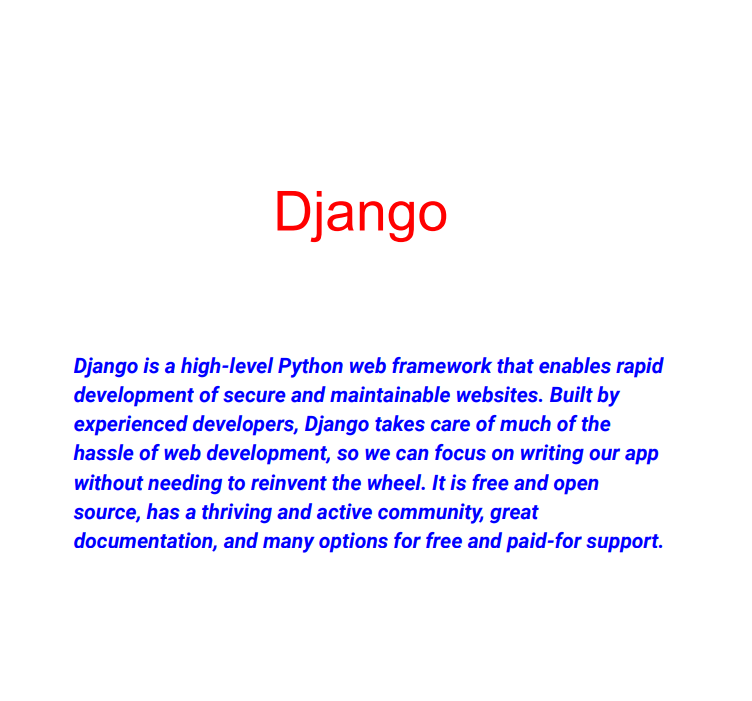 Django
Django is a high-level Python web framework that enables rapid
development of secure and maintainable websites. Built by
experienced developers, Django takes care of much of the
hassle of web development, so we can focus on writing our app
without needing to reinvent the wheel. It is free and open
source, has a thriving and active community, great
documentation, and many options for free and paid-for support.